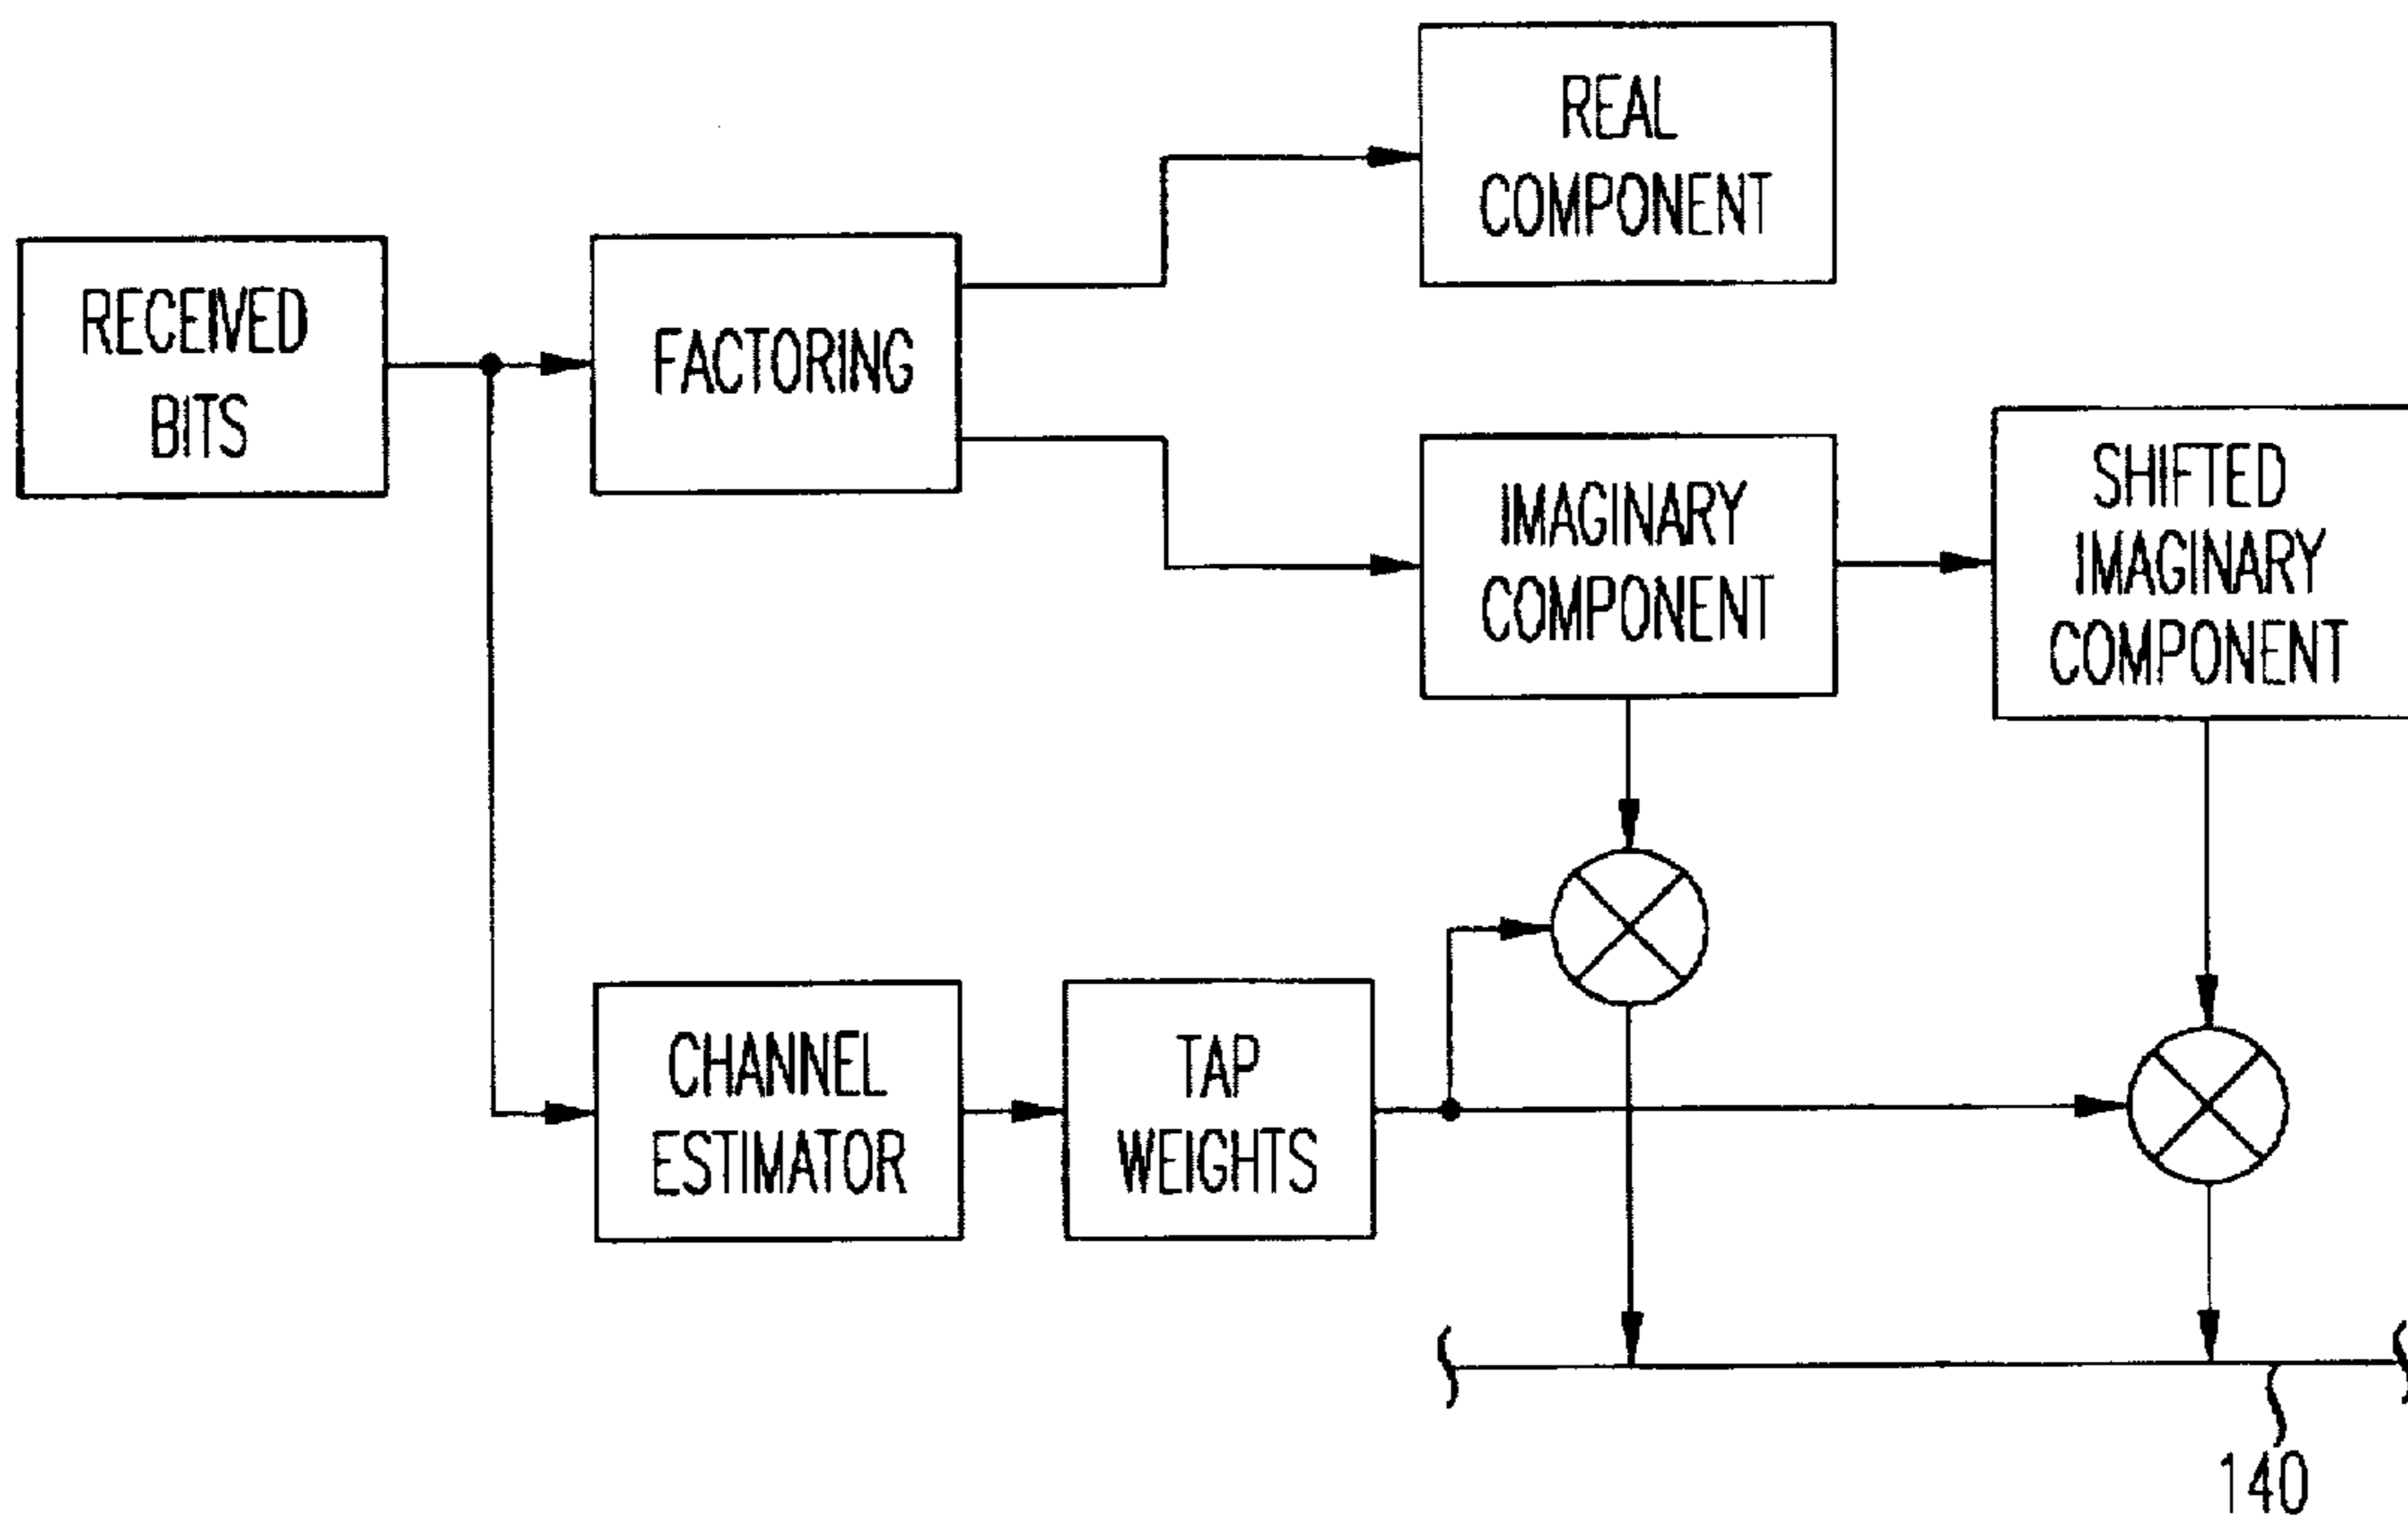 REAL
COMPONENT
RECEIVED
BITS
FACTORING
IMAGINARY
COMPONENT
SHIFTED
IMAGINARY
COMPONENT
CHANNEL
ESTIMATOR
TAP
WEIGHTS
140